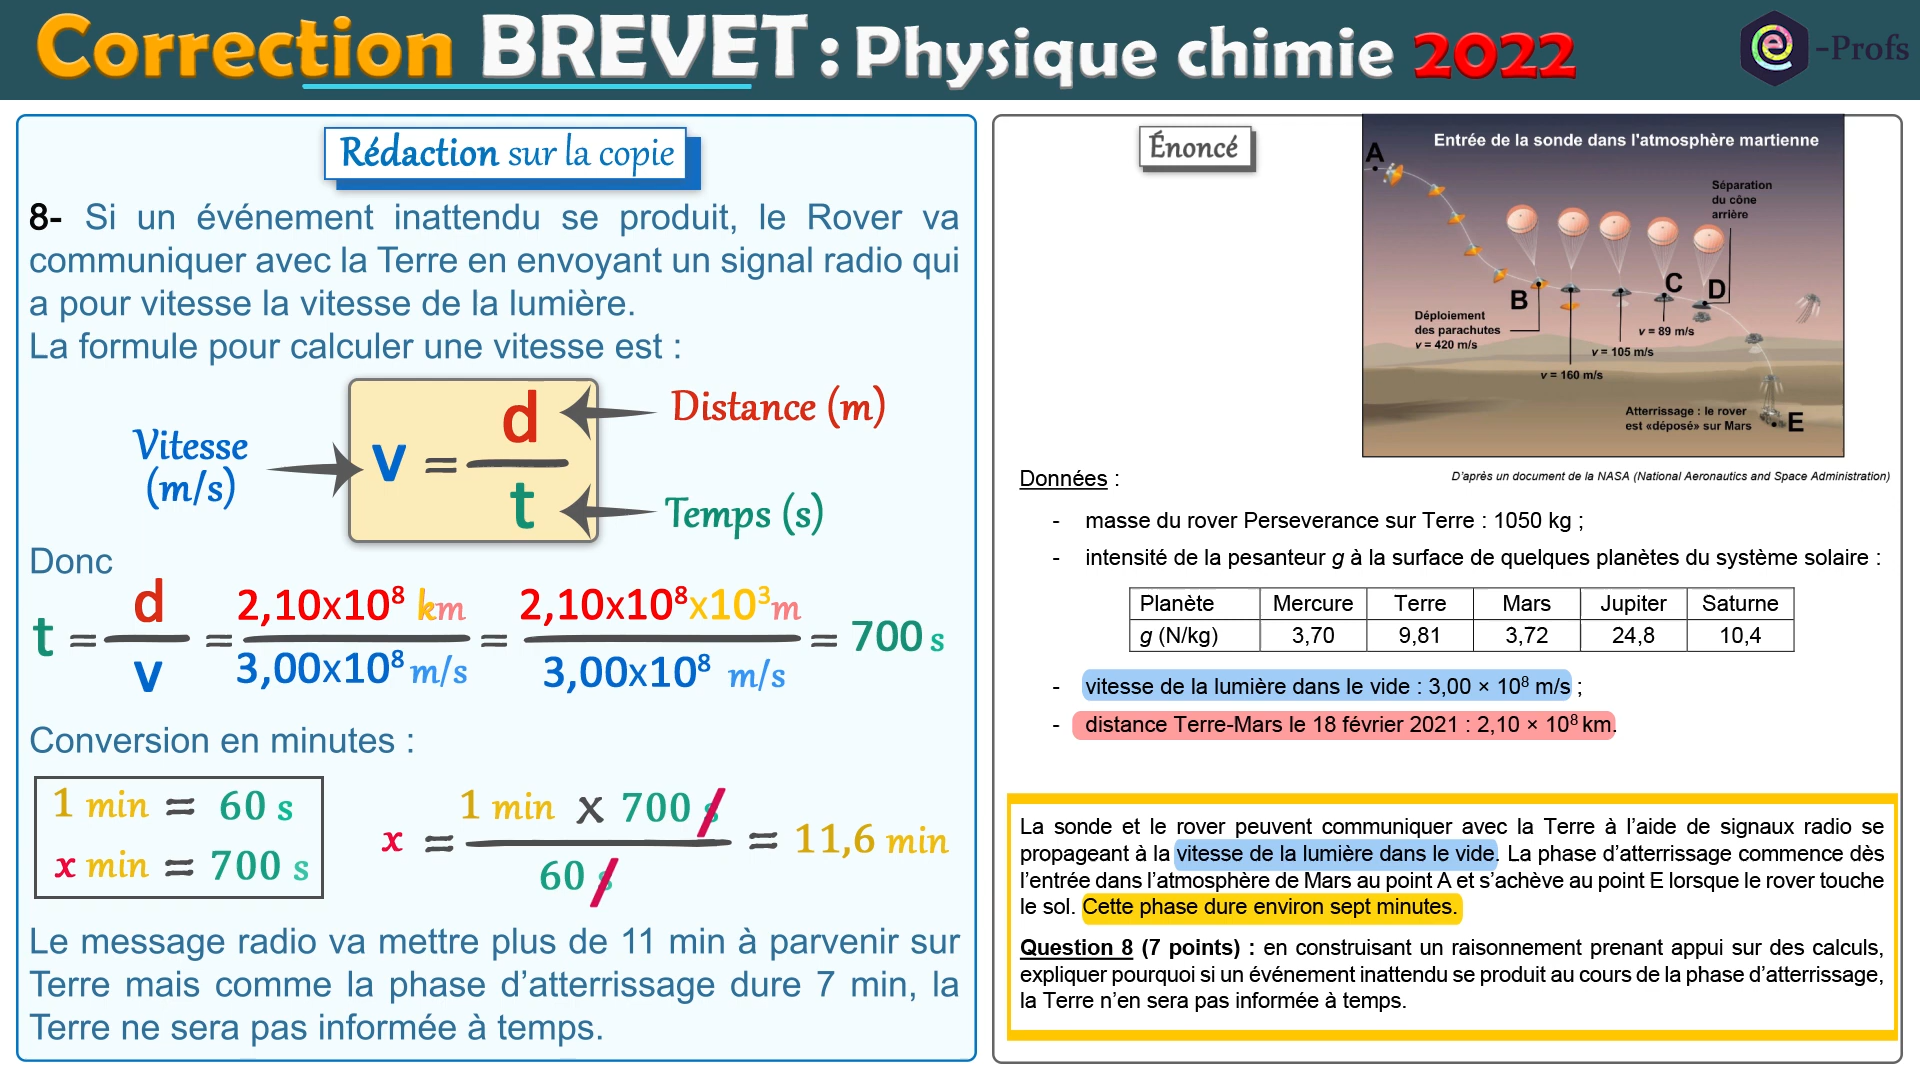 Correction BREVET : Physique chimie 2022
e -Profs
Rédaction sur la copie
8- Si un événement inattendu se produit, le Rover va
communiquer avec la Terre en envoyant un signal radio qui
a pour vitesse la vitesse de la lumière.
La formule pour calculer une vitesse est :
Vitesse
(m/s)
v = d / t
Distance (m)
Temps (s)
Donc
t = d / v = 2,10x10⁸ km / 3,00x10⁸ m/s = 2,10x10⁸x10³m / 3,00x10⁸ m/s = 700 s
Conversion en minutes :
1 min = 60 s
x min = 700 s
x = 1 min x 700 s / 60 s = 11,6 min
Le message radio va mettre plus de 11 min à parvenir sur
Terre mais comme la phase d’atterrissage dure 7 min, la
Terre ne sera pas informée à temps.
Énoncé
Entrée de la sonde dans l'atmosphère martienne
A
Séparation
du cône
arrière
B
C
D
Déploiement
des parachutes
v = 420 m/s
v = 89 m/s
v = 105 m/s
v = 160 m/s
Atterrissage : le rover
est «déposé» sur Mars
E
D'après un document de la NASA (National Aeronautics and Space Administration)
Données :
- masse du rover Perseverance sur Terre : 1050 kg ;
- intensité de la pesanteur g à la surface de quelques planètes du système solaire :
Planète Mercure Terre Mars Jupiter Saturne
g (N/kg) 3,70 9,81 3,72 24,8 10,4
- vitesse de la lumière dans le vide : 3,00 × 10⁸ m/s ;
- distance Terre-Mars le 18 février 2021 : 2,10 × 10⁸ km.
La sonde et le rover peuvent communiquer avec la Terre à l’aide de signaux radio se
propageant à la vitesse de la lumière dans le vide. La phase d’atterrissage commence dès
l’entrée dans l’atmosphère de Mars au point A et s’achève au point E lorsque le rover touche
le sol. Cette phase dure environ sept minutes.
Question 8 (7 points) : en construisant un raisonnement prenant appui sur des calculs,
expliquer pourquoi si un événement inattendu se produit au cours de la phase d’atterrissage,
la Terre n’en sera pas informée à temps.